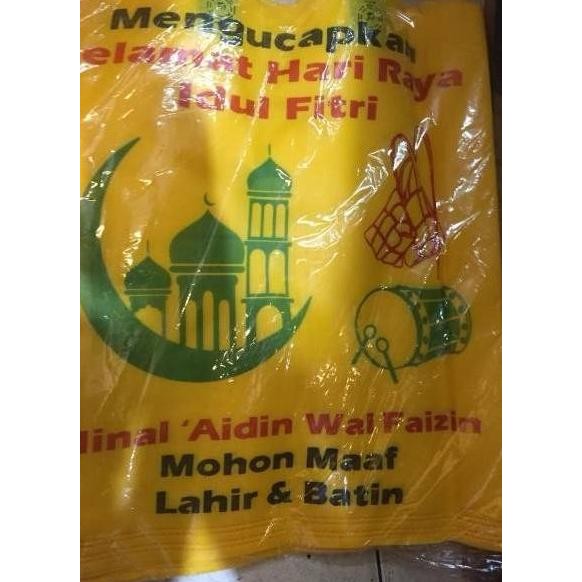 Mengucapkan
elamat Hari Raya
Idul Fitri
inal 'Aidin Wal Faizin
Mohon Maaf
Lahir & Batin